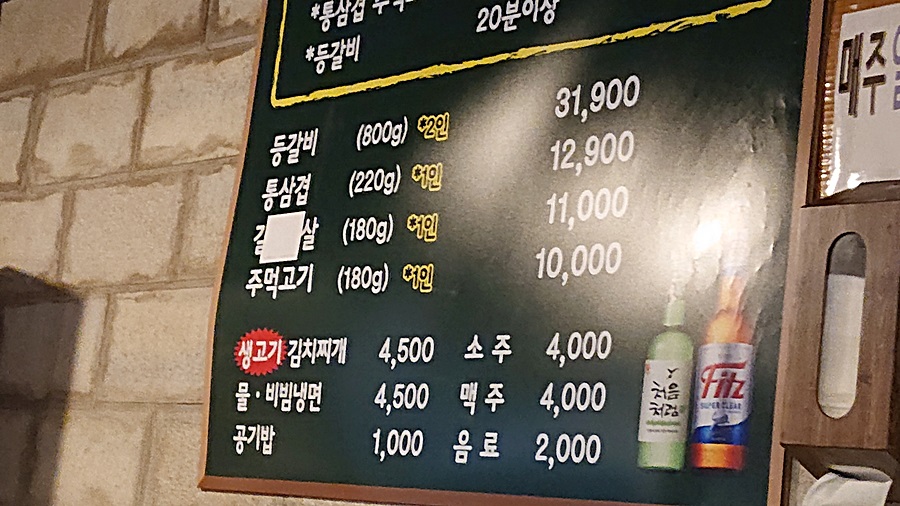 *통삼겹
20분이상
*등갈비
등갈비 (800g) *2인 31,900
통삼겹 (220g) *1인 12,900
살 (180g) *1인 11,000
주먹고기 (180g) *1인 10,000
생고기 김치찌개 4,500 소주 4,000
물·비빔냉면 4,500 맥주 4,000
공기밥 1,000 음료 2,000
처음
처럼
Fitz
SUPER CLEAR